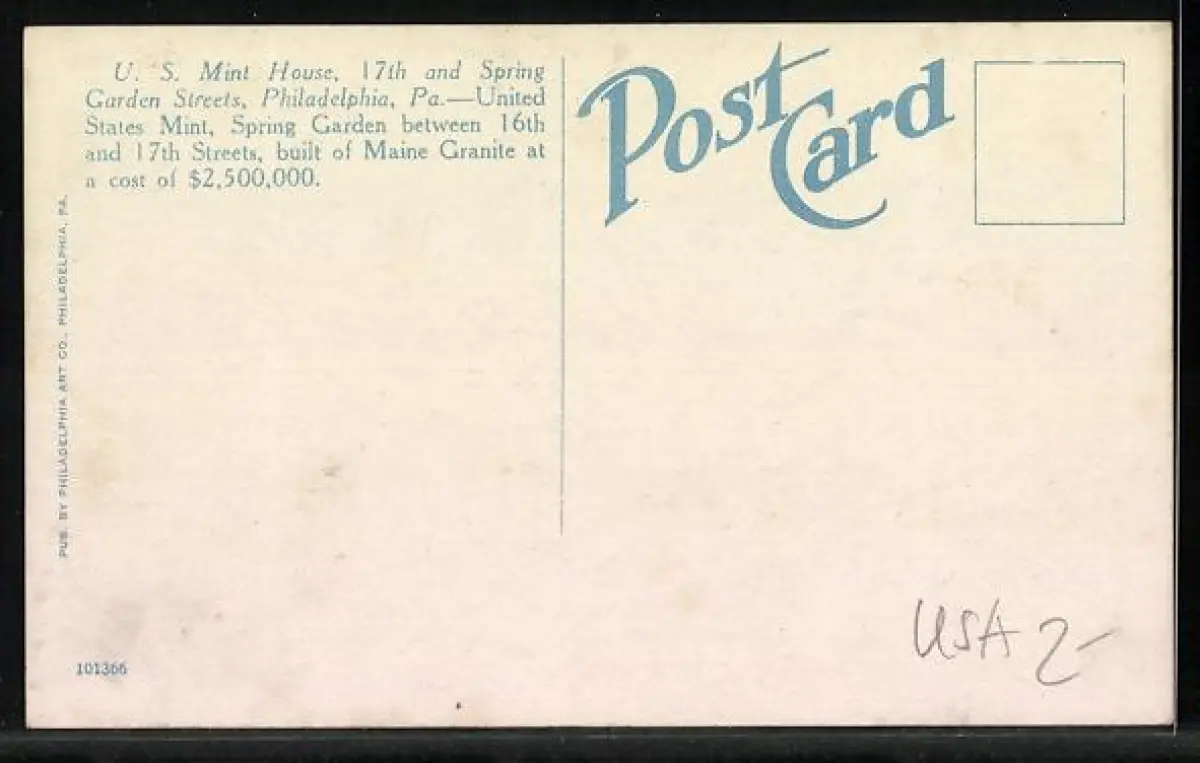 U. S. Mint House, 17th and Spring
Garden Streets, Philadelphia, Pa.—United
States Mint, Spring Garden between 16th
and 17th Streets, built of Maine Granite at
a cost of $2,500,000.
Post Card
PUB. BY PHILADELPHIA ART CO., PHILADELPHIA, PA.
101366
USA 2-